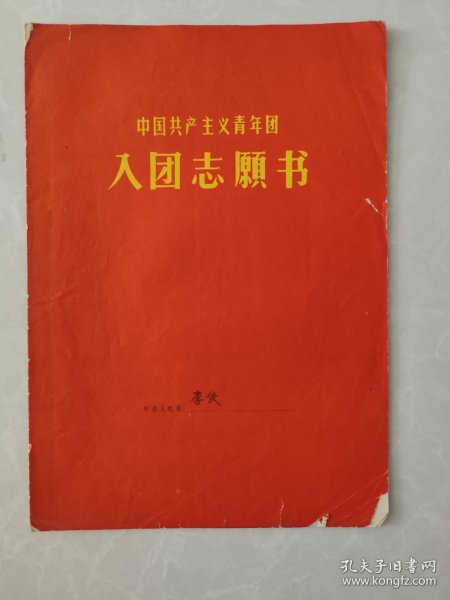 中国共产主义青年团
入团志願书
申请人姓名 李侠
孔夫子旧书网
www.kongfz.com